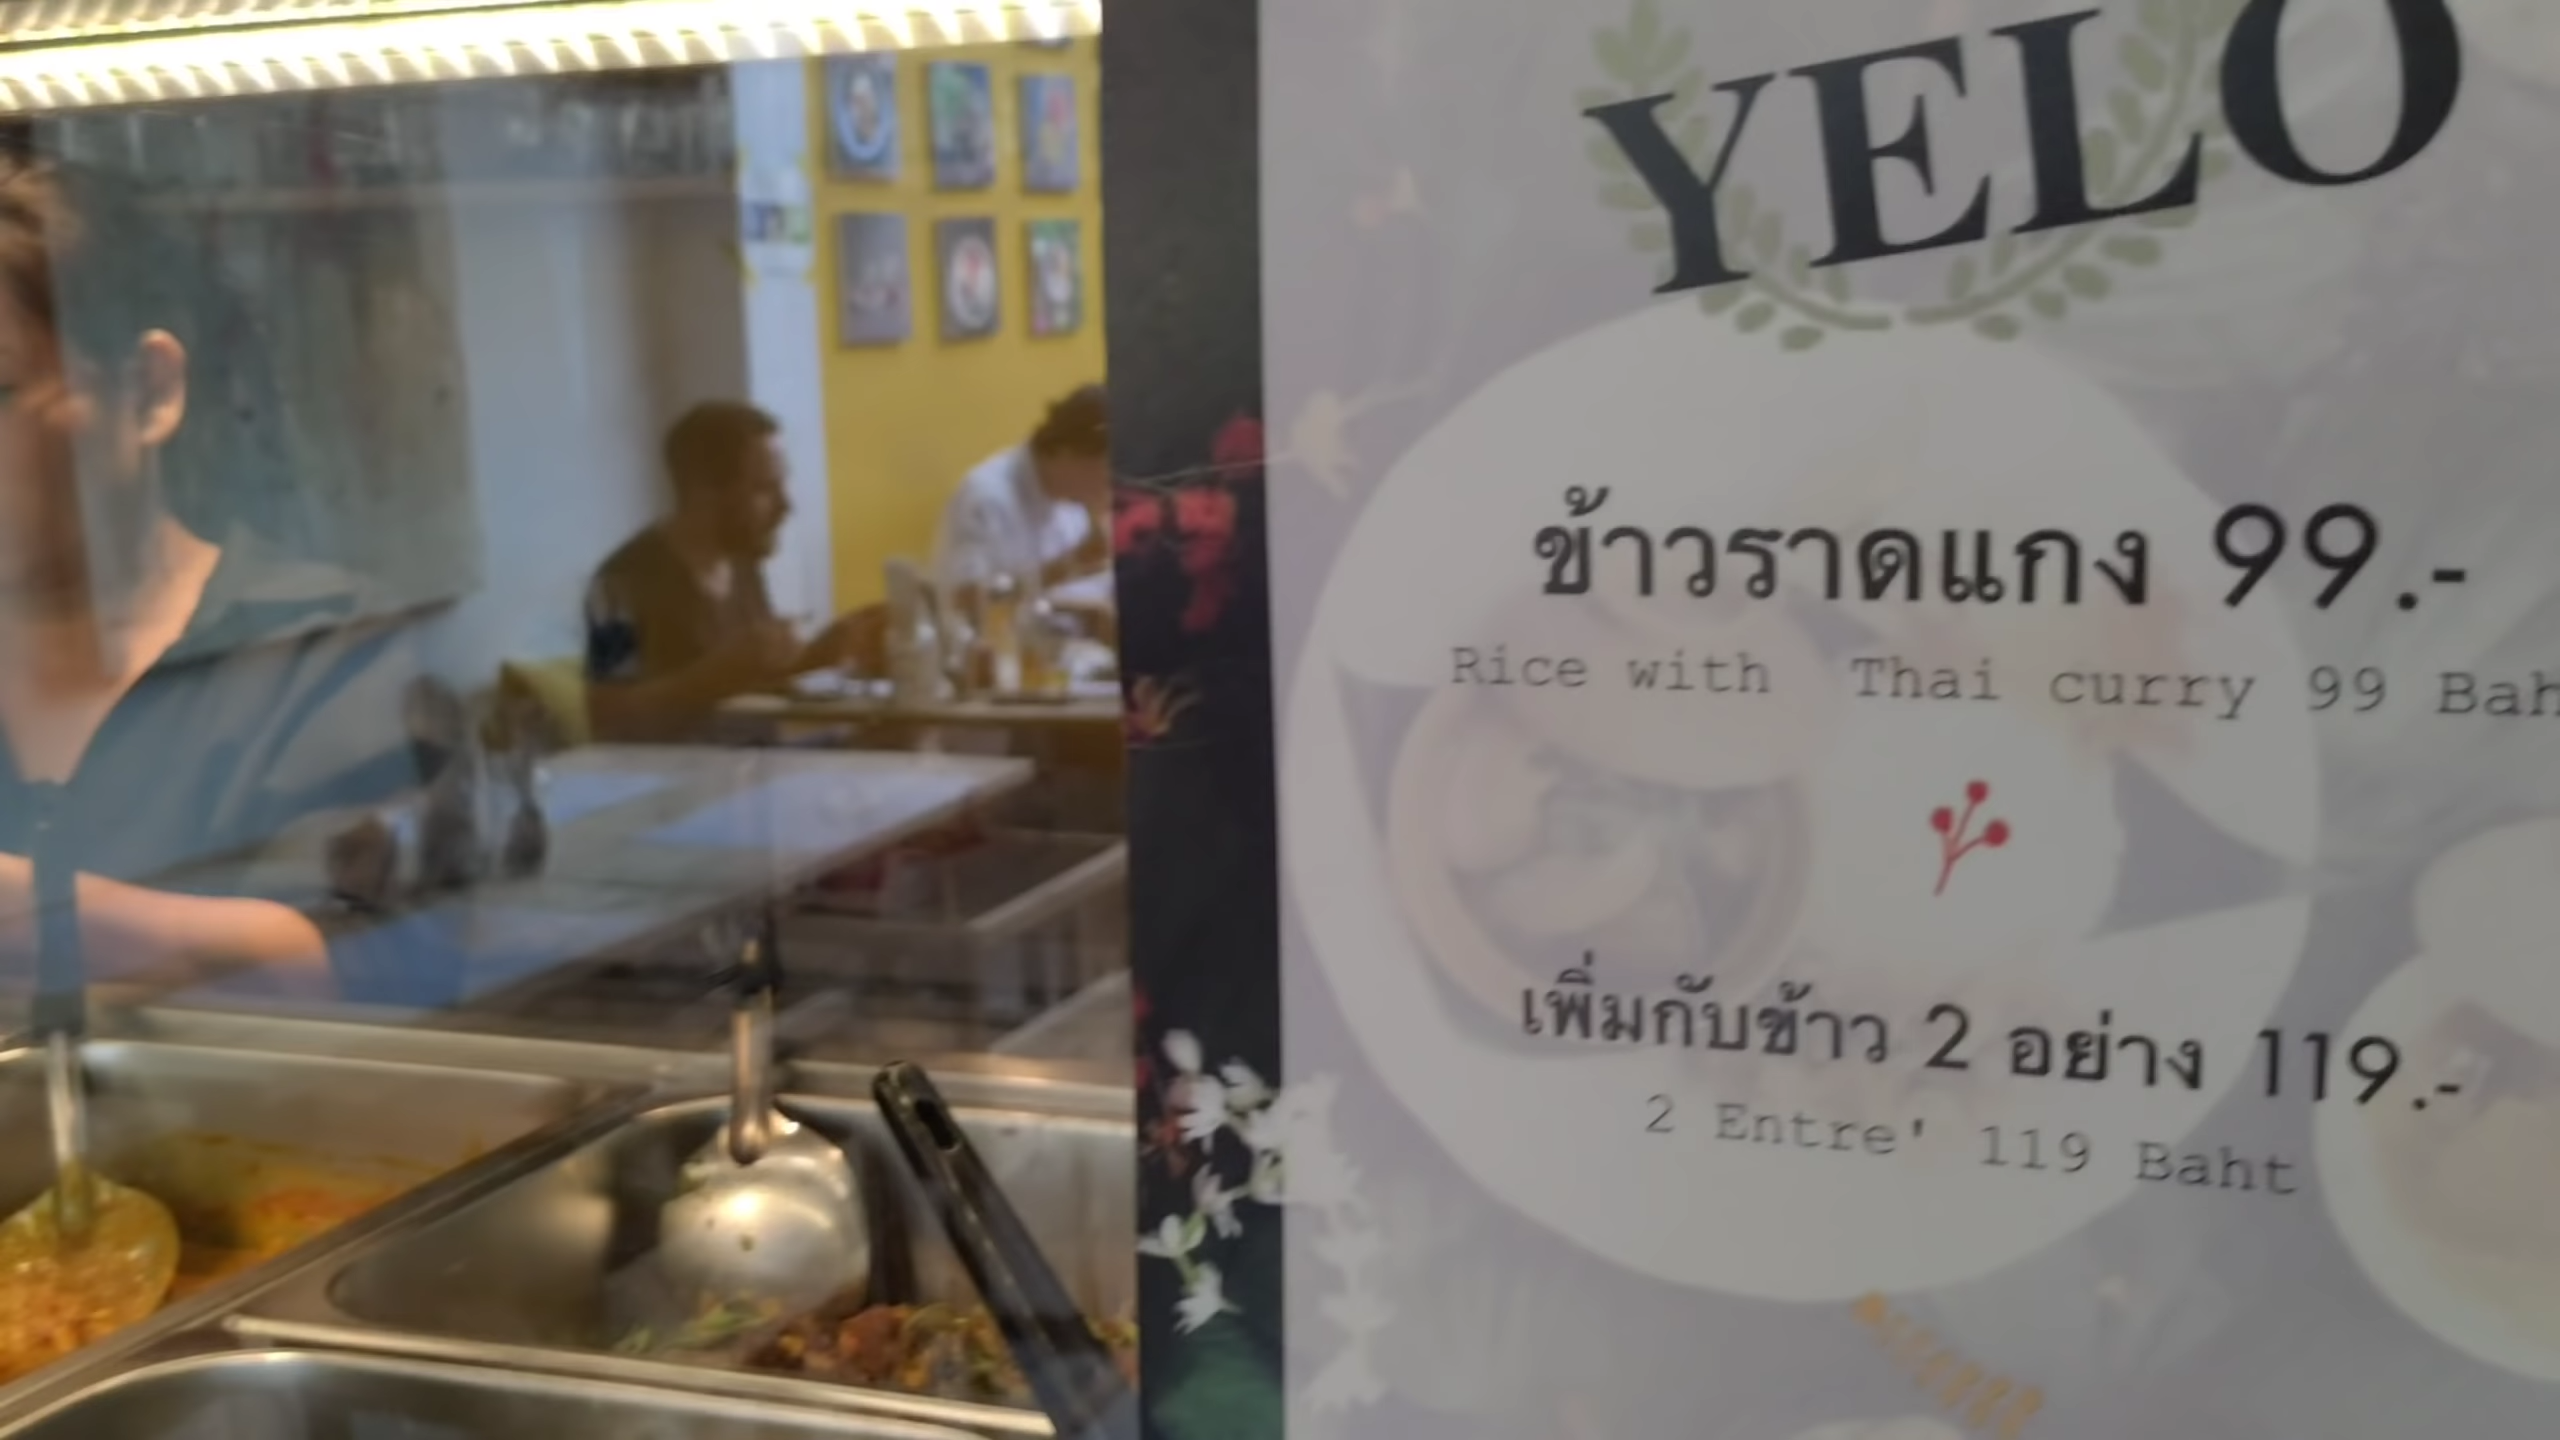 YELO
ข้าวราดแกง 99.-
Rice with Thai curry 99 Bah
เพิ่มกับข้าว 2 อย่าง 119.-
2 Entre' 119 Baht